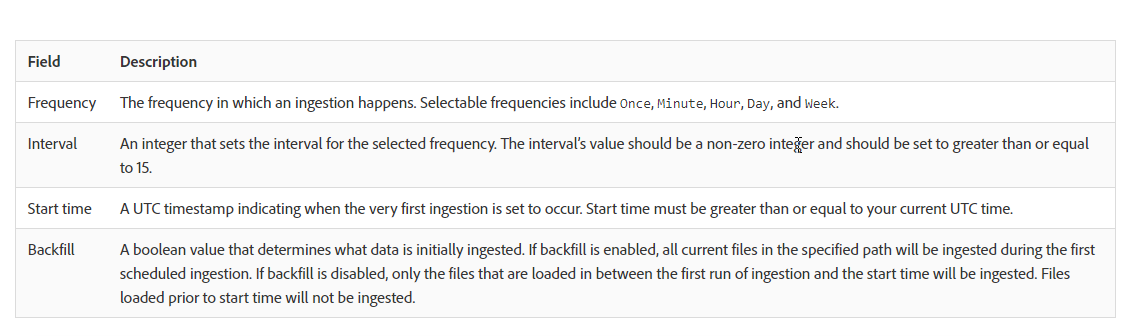 Field Description
Frequency The frequency in which an ingestion happens. Selectable frequencies include Once, Minute, Hour, Day, and Week.
Interval An integer that sets the interval for the selected frequency. The interval’s value should be a non-zero integer and should be set to greater than or equal
to 15.
Start time A UTC timestamp indicating when the very first ingestion is set to occur. Start time must be greater than or equal to your current UTC time.
Backfill A boolean value that determines what data is initially ingested. If backfill is enabled, all current files in the specified path will be ingested during the first
scheduled ingestion. If backfill is disabled, only the files that are loaded in between the first run of ingestion and the start time will be ingested. Files
loaded prior to start time will not be ingested.